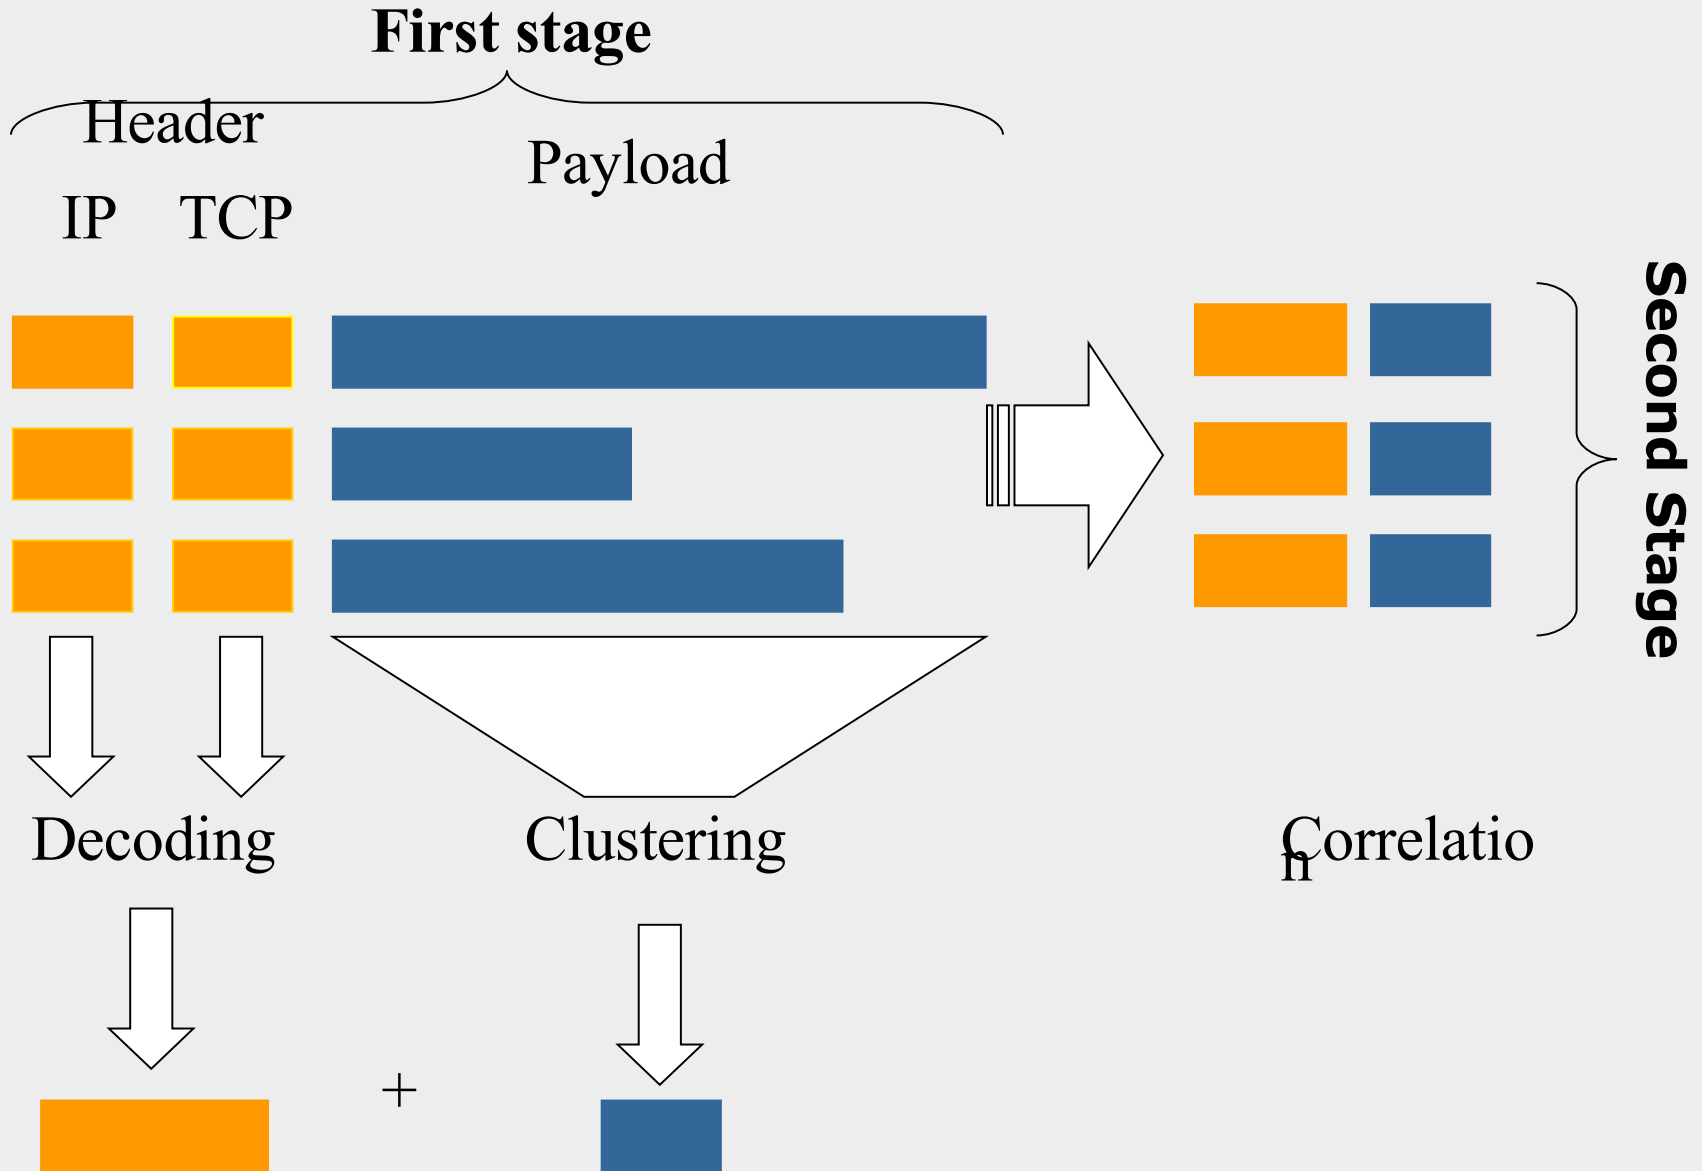 First stage
Header
Payload
IP TCP
Second Stage
Decoding
Clustering
Correlatio
n
+